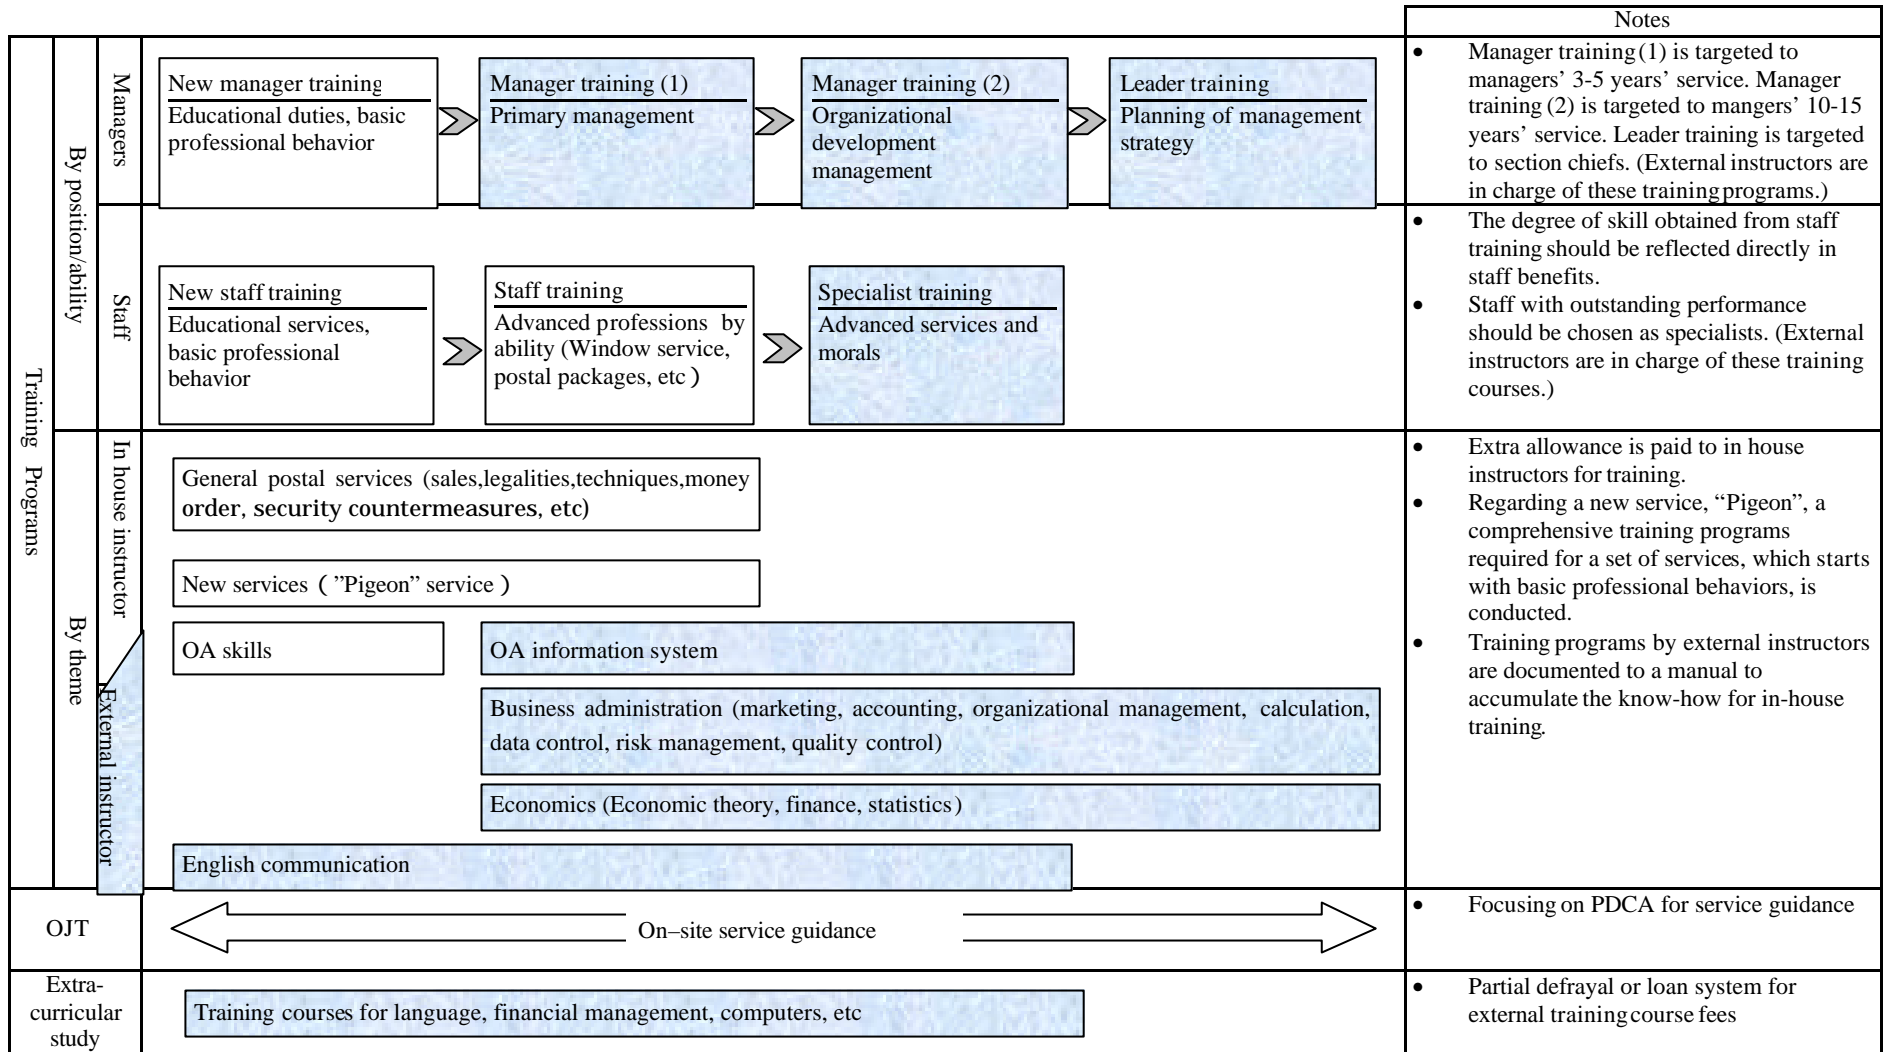 Notes
Training Programs
By position/ability
Managers
New manager training
Educational duties, basic
professional behavior
Manager training (1)
Primary management
Manager training (2)
Organizational
development
management
Leader training
Planning of management
strategy
• Manager training (1) is targeted to
managers’ 3-5 years’ service. Manager
training (2) is targeted to mangers’ 10-15
years’ service. Leader training is targeted
to section chiefs. (External instructors are
in charge of these training programs.)
Staff
New staff training
Educational services,
basic professional
behavior
Staff training
Advanced professions by
ability (Window service,
postal packages, etc)
Specialist training
Advanced services and
morals
• The degree of skill obtained from staff
training should be reflected directly in
staff benefits.
• Staff with outstanding performance
should be chosen as specialists. (External
instructors are in charge of these training
courses.)
By theme
In house instructor
External instructor
General postal services (sales,legalities,techniques,money
order, security countermeasures, etc)
New services ( ”Pigeon” service )
OA skills
OA information system
Business administration (marketing, accounting, organizational management, calculation,
data control, risk management, quality control)
Economics (Economic theory, finance, statistics)
English communication
• Extra allowance is paid to in house
instructors for training.
• Regarding a new service, “Pigeon”, a
comprehensive training programs
required for a set of services, which starts
with basic professional behaviors, is
conducted.
• Training programs by external instructors
are documented to a manual to
accumulate the know-how for in-house
training.
OJT
On–site service guidance
• Focusing on PDCA for service guidance
Extra-
curricular
study
Training courses for language, financial management, computers, etc
• Partial defrayal or loan system for
external training course fees